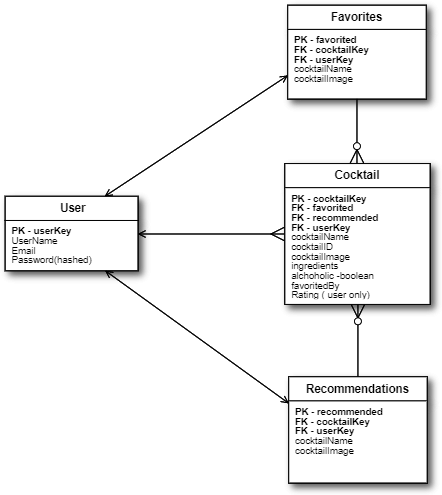 Favorites
PK - favorited
FK - cocktailKey
FK - userKey
cocktailName
cocktailImage
User
PK - userKey
UserName
Email
Password(hashed)
Cocktail
PK - cocktailKey
FK - favorited
FK - recommended
FK - userKey
cocktailName
cocktailID
cocktailImage
ingredients
alchoholic -boolean
favoritedBy
Rating ( user only)
Recommendations
PK - recommended
FK - cocktailKey
FK - userKey
cocktailName
cocktailImage